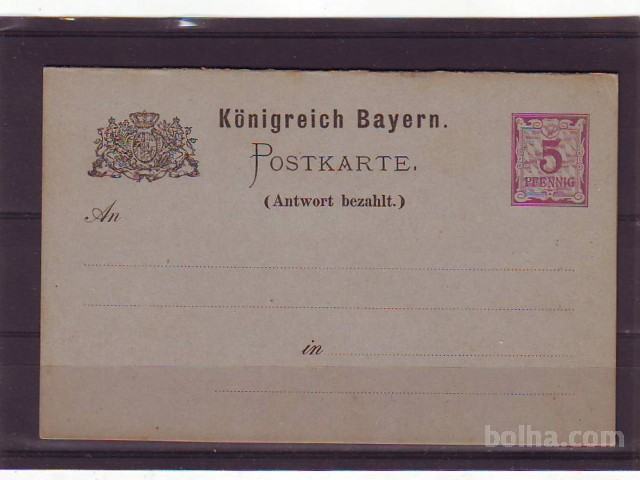 Königreich Bayern.
POSTKARTE.
(Antwort bezahlt.)
5
PFENNIG
An
in
bolha.com